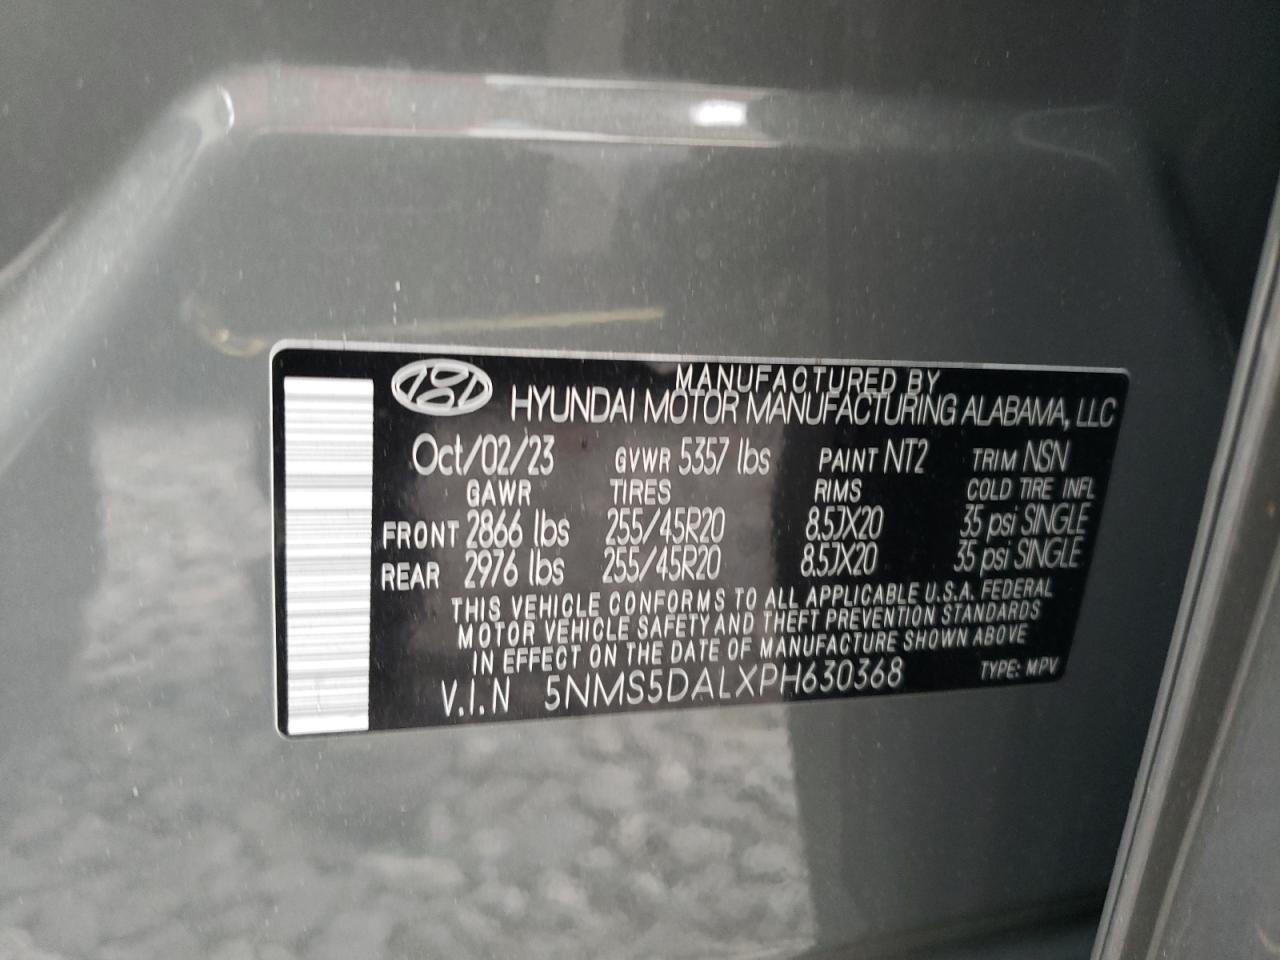 MANUFACTURED BY
HYUNDAI MOTOR MANUFACTURING ALABAMA, LLC
Oct/02/23 GVWR 5357 lbs PAINT NT2 TRIM NSN
GAWR TIRES RIMS COLD TIRE INFL
FRONT 2866 lbs 255/45R20 8.5JX20 35 psi SINGLE
REAR 2976 lbs 255/45R20 8.5JX20 35 psi SINGLE
THIS VEHICLE CONFORMS TO ALL APPLICABLE U.S.A. FEDERAL
MOTOR VEHICLE SAFETY AND THEFT PREVENTION STANDARDS
IN EFFECT ON THE DATE OF MANUFACTURE SHOWN ABOVE
V.I.N 5NMS5DALXPH630368 TYPE: MPV